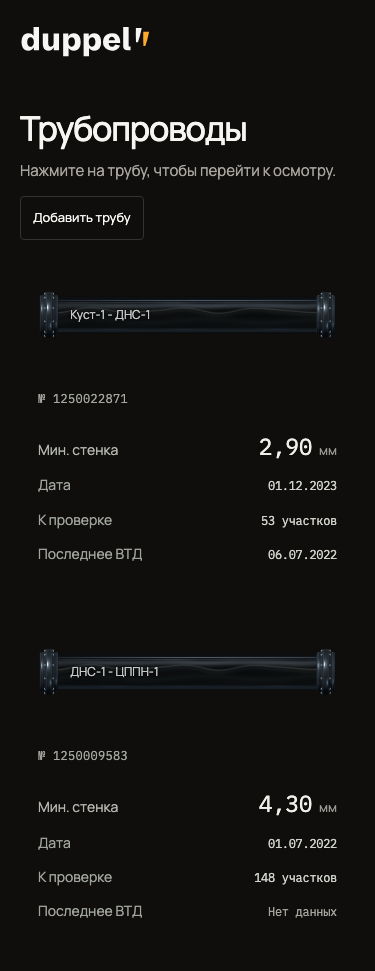 duppel
Трубопроводы
Нажмите на трубу, чтобы перейти к осмотру.
Добавить трубу
Куст-1 - ДНС-1
№ 1250022871
Мин. стенка 2,90 мм
Дата 01.12.2023
К проверке 53 участков
Последнее ВТД 06.07.2022
ДНС-1 - ЦППН-1
№ 1250009583
Мин. стенка 4,30 мм
Дата 01.07.2022
К проверке 148 участков
Последнее ВТД Нет данных